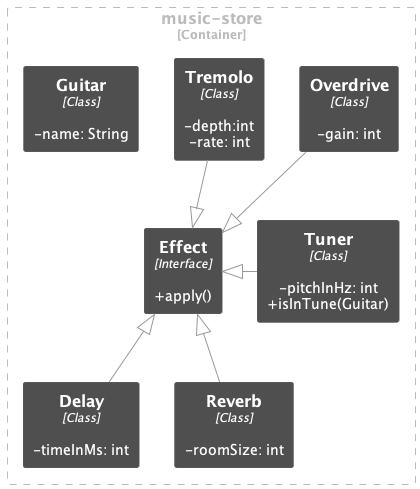 music-store
[Container]
Guitar
[Class]
-name: String
Tremolo
[Class]
-depth:int
-rate: int
Overdrive
[Class]
-gain: int
Effect
[Interface]
+apply()
Tuner
[Class]
-pitchInHz: int
+isInTune(Guitar)
Delay
[Class]
-timeInMs: int
Reverb
[Class]
-roomSize: int